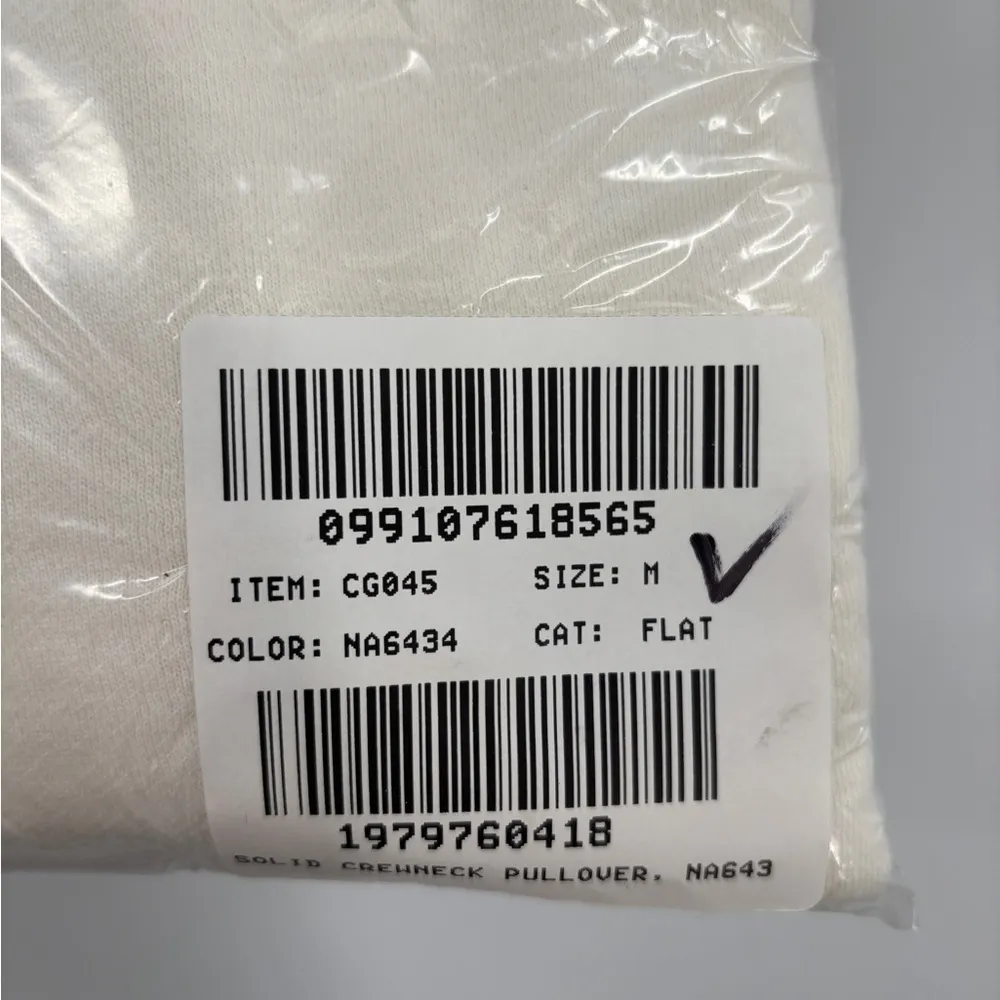 099107618565
ITEM: CG045 SIZE: M
COLOR: NA6434 CAT: FLAT
1979760418
SOLID CREWNECK PULLOVER, NA643